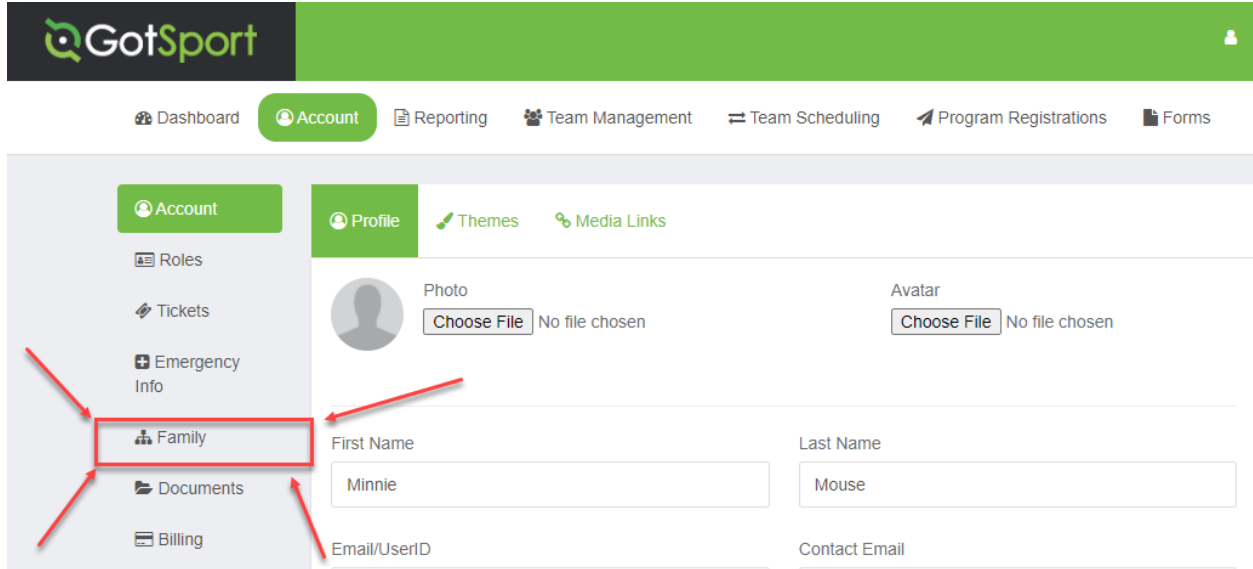 GotSport
Dashboard Account Reporting Team Management Team Scheduling Program Registrations Forms
Account
Roles
Tickets
Emergency
Info
Family
Documents
Billing
Profile Themes Media Links
Photo Avatar
Choose File No file chosen Choose File No file chosen
First Name Last Name
Minnie Mouse
Email/UserID Contact Email